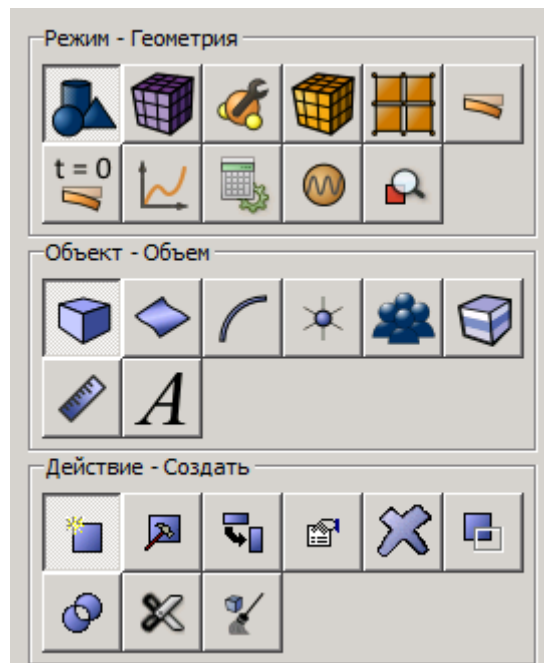 Режим - Геометрия
t = 0
Объект - Объем
A
Действие - Создать